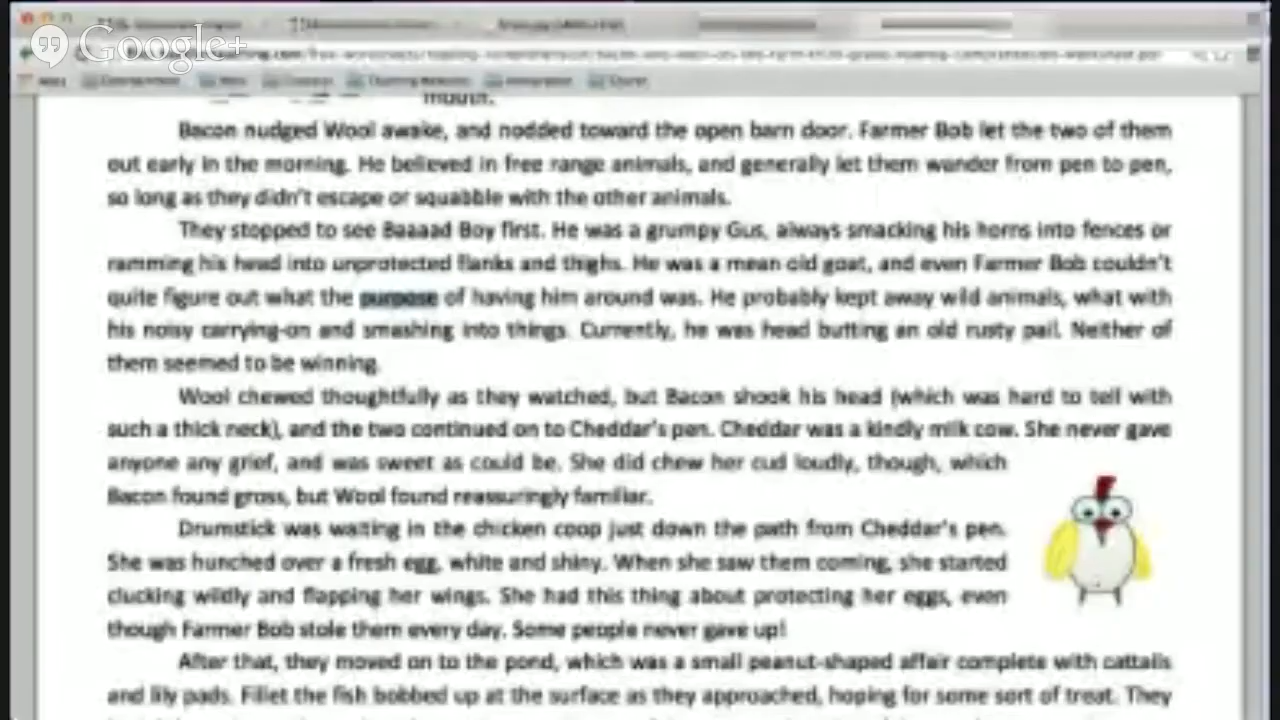 Google+
mouth.
Bacon nudged Wool awake, and nodded toward the open barn door. Farmer Bob let the two of them
out early in the morning. He believed in free range animals, and generally let them wander from pen to pen,
so long as they didn't escape or squabble with the other animals.
They stopped to see Baaaad Boy first. He was a grumpy Gus, always smacking his horns into fences or
ramming his head into unprotected flanks and thighs. He was a mean old goat, and even Farmer Bob couldn't
quite figure out what the purpose of having him around was. He probably kept away wild animals, what with
his noisy carrying-on and smashing into things. Currently, he was head butting an old rusty pail. Neither of
them seemed to be winning.
Wool chewed thoughtfully as they watched, but Bacon shook his head (which was hard to tell with
such a thick neck), and the two continued on to Cheddar's pen. Cheddar was a kindly milk cow. She never gave
anyone any grief, and was sweet as could be. She did chew her cud loudly, though, which
Bacon found gross, but Wool found reassuringly familiar.
Drumstick was waiting in the chicken coop just down the path from Cheddar's pen.
She was hunched over a fresh egg, white and shiny. When she saw them coming, she started
clucking wildly and flapping her wings. She had this thing about protecting her eggs, even
though Farmer Bob stole them every day. Some people never gave up!
After that, they moved on to the pond, which was a small peanut-shaped affair complete with cattails
and lily pads. Fillet the fish bobbed up at the surface as they approached, hoping for some sort of treat. They